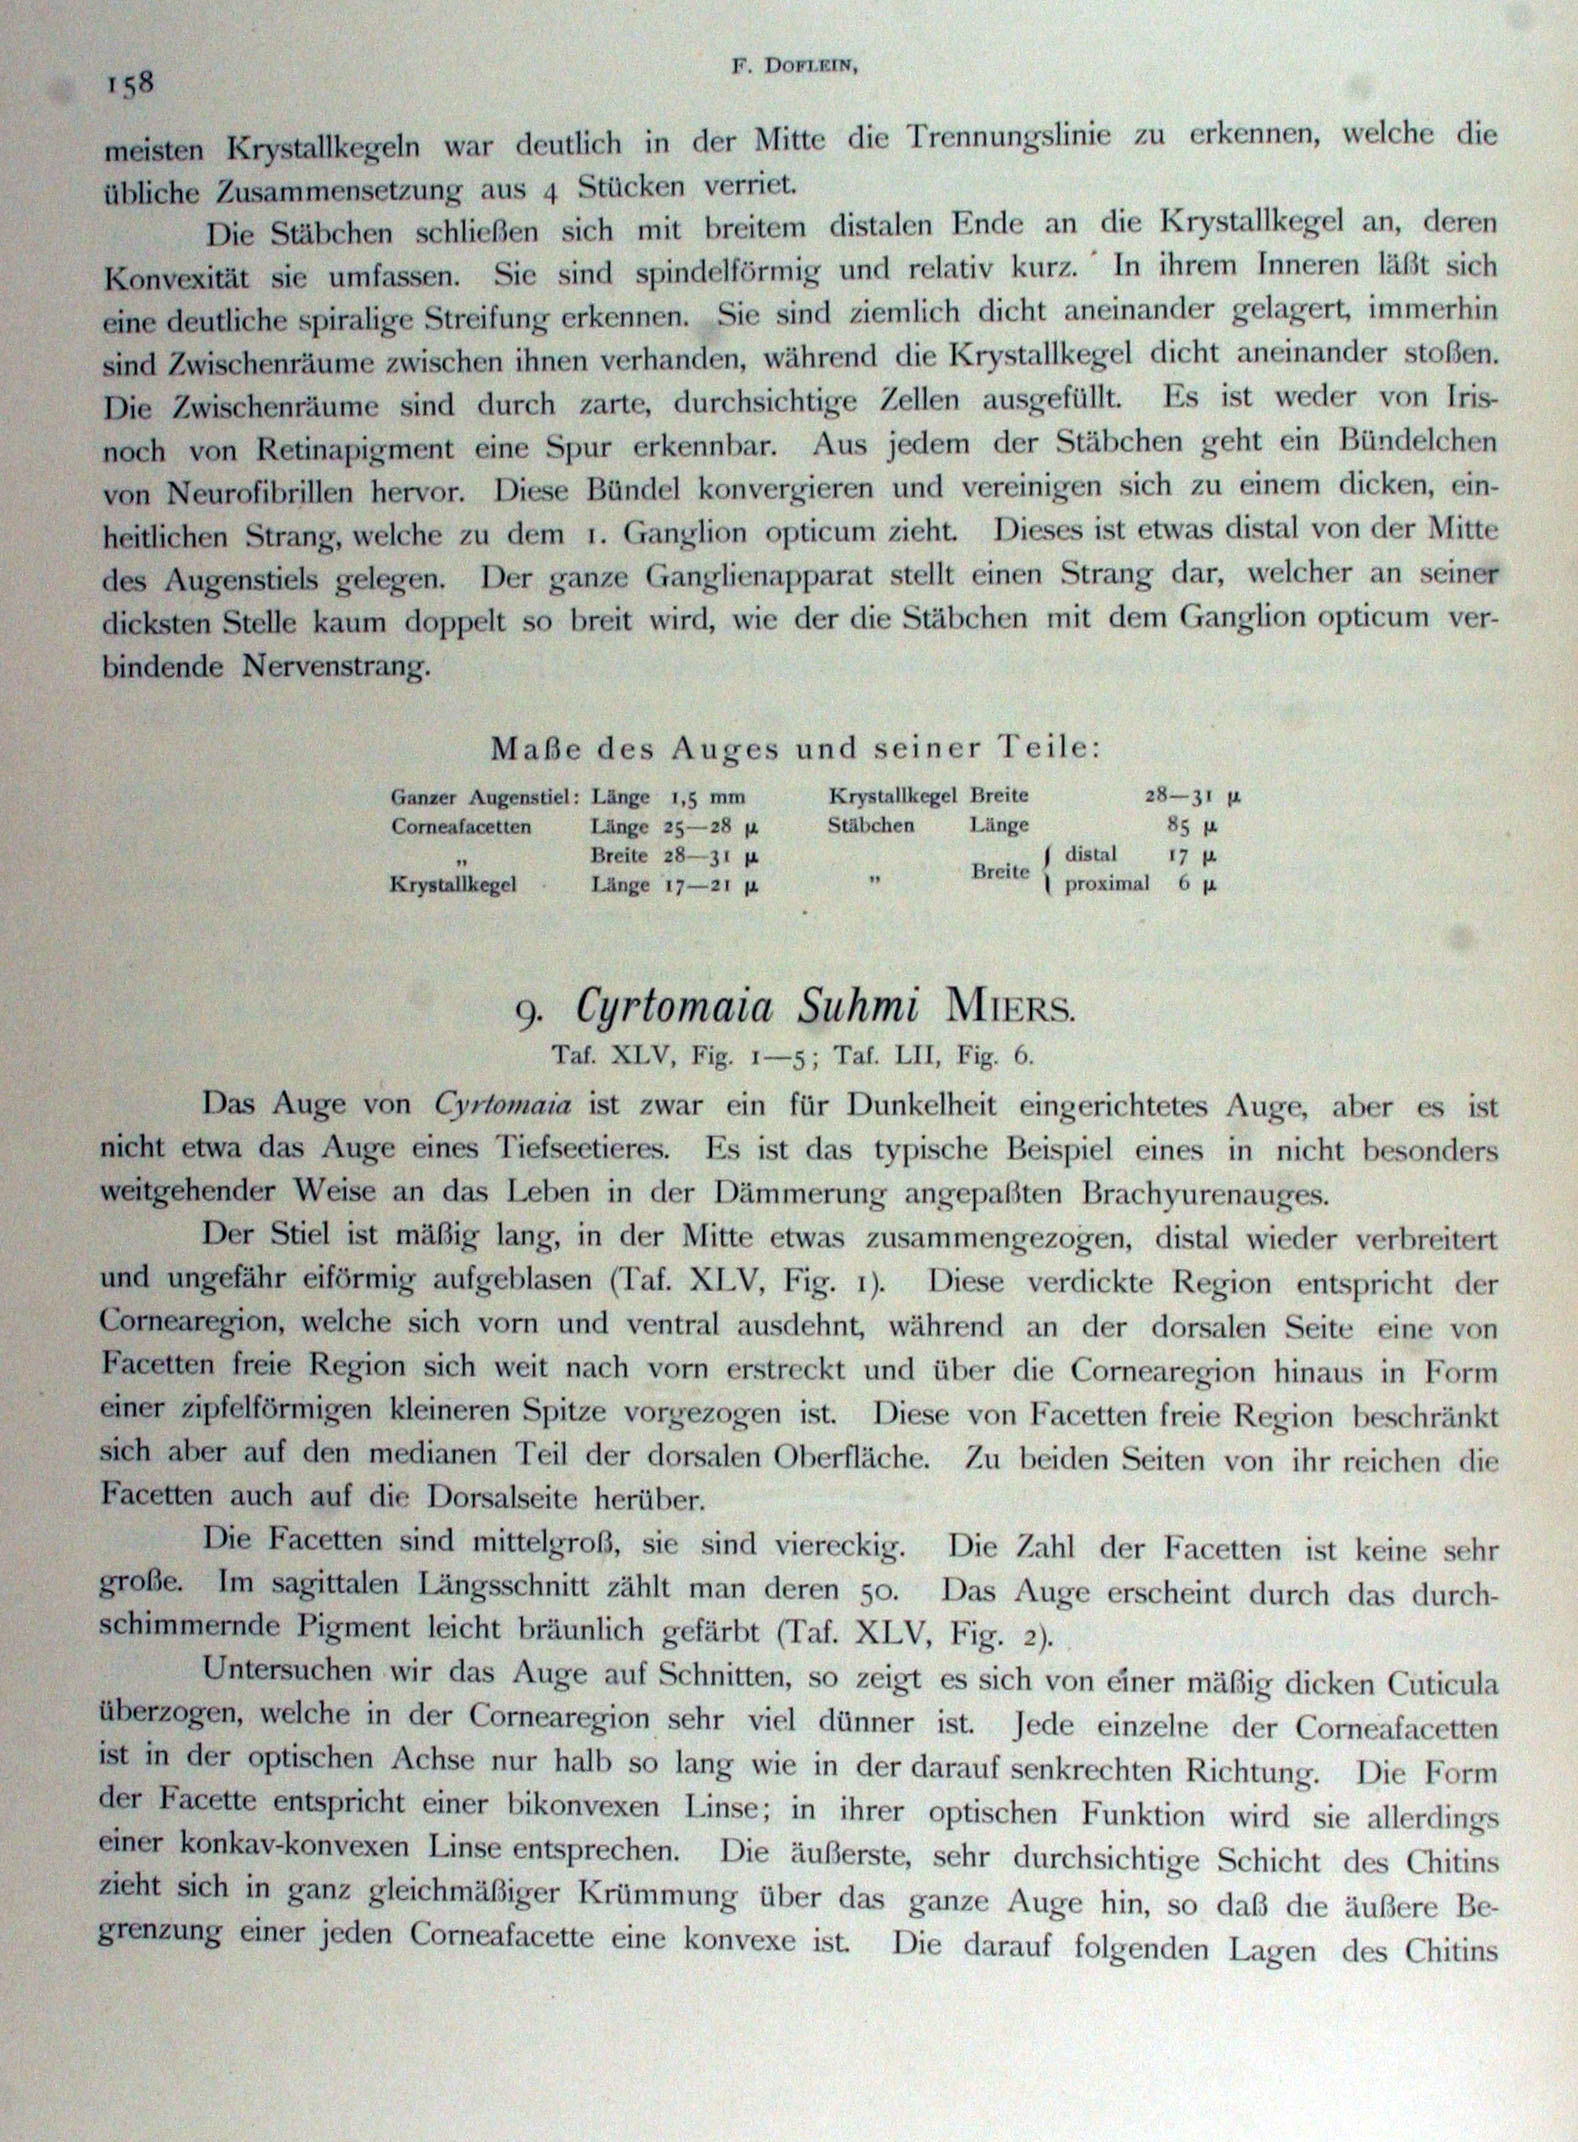 158
F. DOFLEIN,
meisten Krystallkegeln war deutlich in der Mitte die Trennungslinie zu erkennen, welche die
übliche Zusammensetzung aus 4 Stücken verriet.
Die Stäbchen schließen sich mit breitem distalen Ende an die Krystallkegel an, deren
Konvexität sie umfassen. Sie sind spindelförmig und relativ kurz. In ihrem Inneren läßt sich
eine deutliche spiralige Streifung erkennen. Sie sind ziemlich dicht aneinander gelagert, immerhin
sind Zwischenräume zwischen ihnen verhanden, während die Krystallkegel dicht aneinander stoßen.
Die Zwischenräume sind durch zarte, durchsichtige Zellen ausgefüllt. Es ist weder von Iris-
noch von Retinapigment eine Spur erkennbar. Aus jedem der Stäbchen geht ein Bündelchen
von Neurofibrillen hervor. Diese Bündel konvergieren und vereinigen sich zu einem dicken, ein-
heitlichen Strang, welche zu dem 1. Ganglion opticum zieht. Dieses ist etwas distal von der Mitte
des Augenstiels gelegen. Der ganze Ganglienapparat stellt einen Strang dar, welcher an seiner
dicksten Stelle kaum doppelt so breit wird, wie der die Stäbchen mit dem Ganglion opticum ver-
bindende Nervenstrang.
Maße des Auges und seiner Teile:
Ganzer Augenstiel: Länge 1,5 mm Krystallkegel Breite 28—31 μ
Corneafacetten Länge 25—28 μ Stäbchen Länge 85 μ
„ Breite 28—31 μ „ Breite { distal 17 μ
Krystallkegel Länge 17—21 μ { proximal 6 μ
9. Cyrtomaia Suhmi MIERS.
Taf. XLV, Fig. 1—5; Taf. LII, Fig. 6.
Das Auge von Cyrtomaia ist zwar ein für Dunkelheit eingerichtetes Auge, aber es ist
nicht etwa das Auge eines Tiefseetieres. Es ist das typische Beispiel eines in nicht besonders
weitgehender Weise an das Leben in der Dämmerung angepaßten Brachyurenauges.
Der Stiel ist mäßig lang, in der Mitte etwas zusammengezogen, distal wieder verbreitert
und ungefähr eiförmig aufgeblasen (Taf. XLV, Fig. 1). Diese verdickte Region entspricht der
Cornearegion, welche sich vorn und ventral ausdehnt, während an der dorsalen Seite eine von
Facetten freie Region sich weit nach vorn erstreckt und über die Cornearegion hinaus in Form
einer zipfelförmigen kleineren Spitze vorgezogen ist. Diese von Facetten freie Region beschränkt
sich aber auf den medianen Teil der dorsalen Oberfläche. Zu beiden Seiten von ihr reichen die
Facetten auch auf die Dorsalseite herüber.
Die Facetten sind mittelgroß, sie sind viereckig. Die Zahl der Facetten ist keine sehr
große. Im sagittalen Längsschnitt zählt man deren 50. Das Auge erscheint durch das durch-
schimmernde Pigment leicht bräunlich gefärbt (Taf. XLV, Fig. 2).
Untersuchen wir das Auge auf Schnitten, so zeigt es sich von einer mäßig dicken Cuticula
überzogen, welche in der Cornearegion sehr viel dünner ist. Jede einzelne der Corneafacetten
ist in der optischen Achse nur halb so lang wie in der darauf senkrechten Richtung. Die Form
der Facette entspricht einer bikonvexen Linse; in ihrer optischen Funktion wird sie allerdings
einer konkav-konvexen Linse entsprechen. Die äußerste, sehr durchsichtige Schicht des Chitins
zieht sich in ganz gleichmäßiger Krümmung über das ganze Auge hin, so daß die äußere Be-
grenzung einer jeden Corneafacette eine konvexe ist. Die darauf folgenden Lagen des Chitins